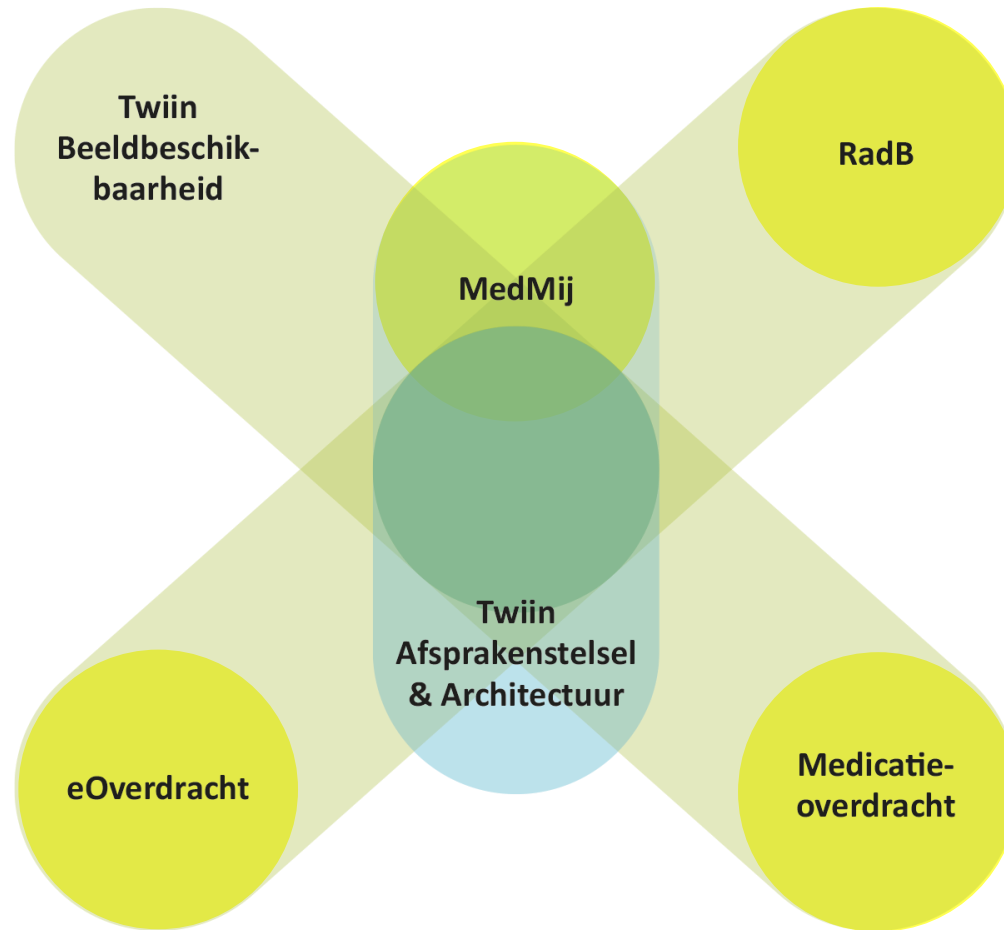 Twiin
Beeldbeschik-
baarheid
RadB
MedMij
Twiin
Afsprakenstelsel
& Architectuur
eOverdracht
Medicatie-
overdracht